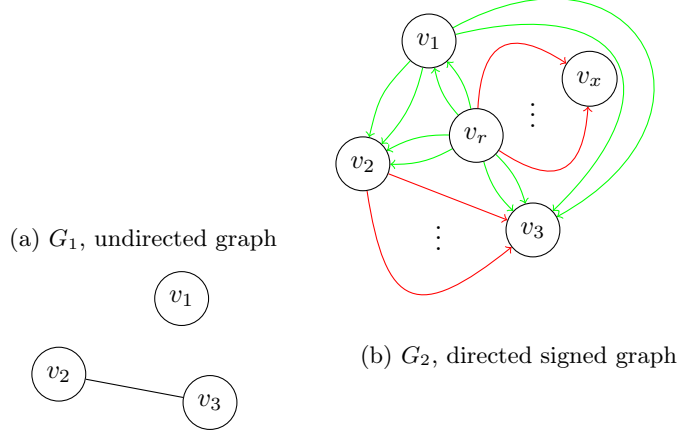 v₁
vₓ
⋮
vᵣ
v₂
v₃
(a) G₁, undirected graph
⋮
v₁
v₂
v₃
(b) G₂, directed signed graph